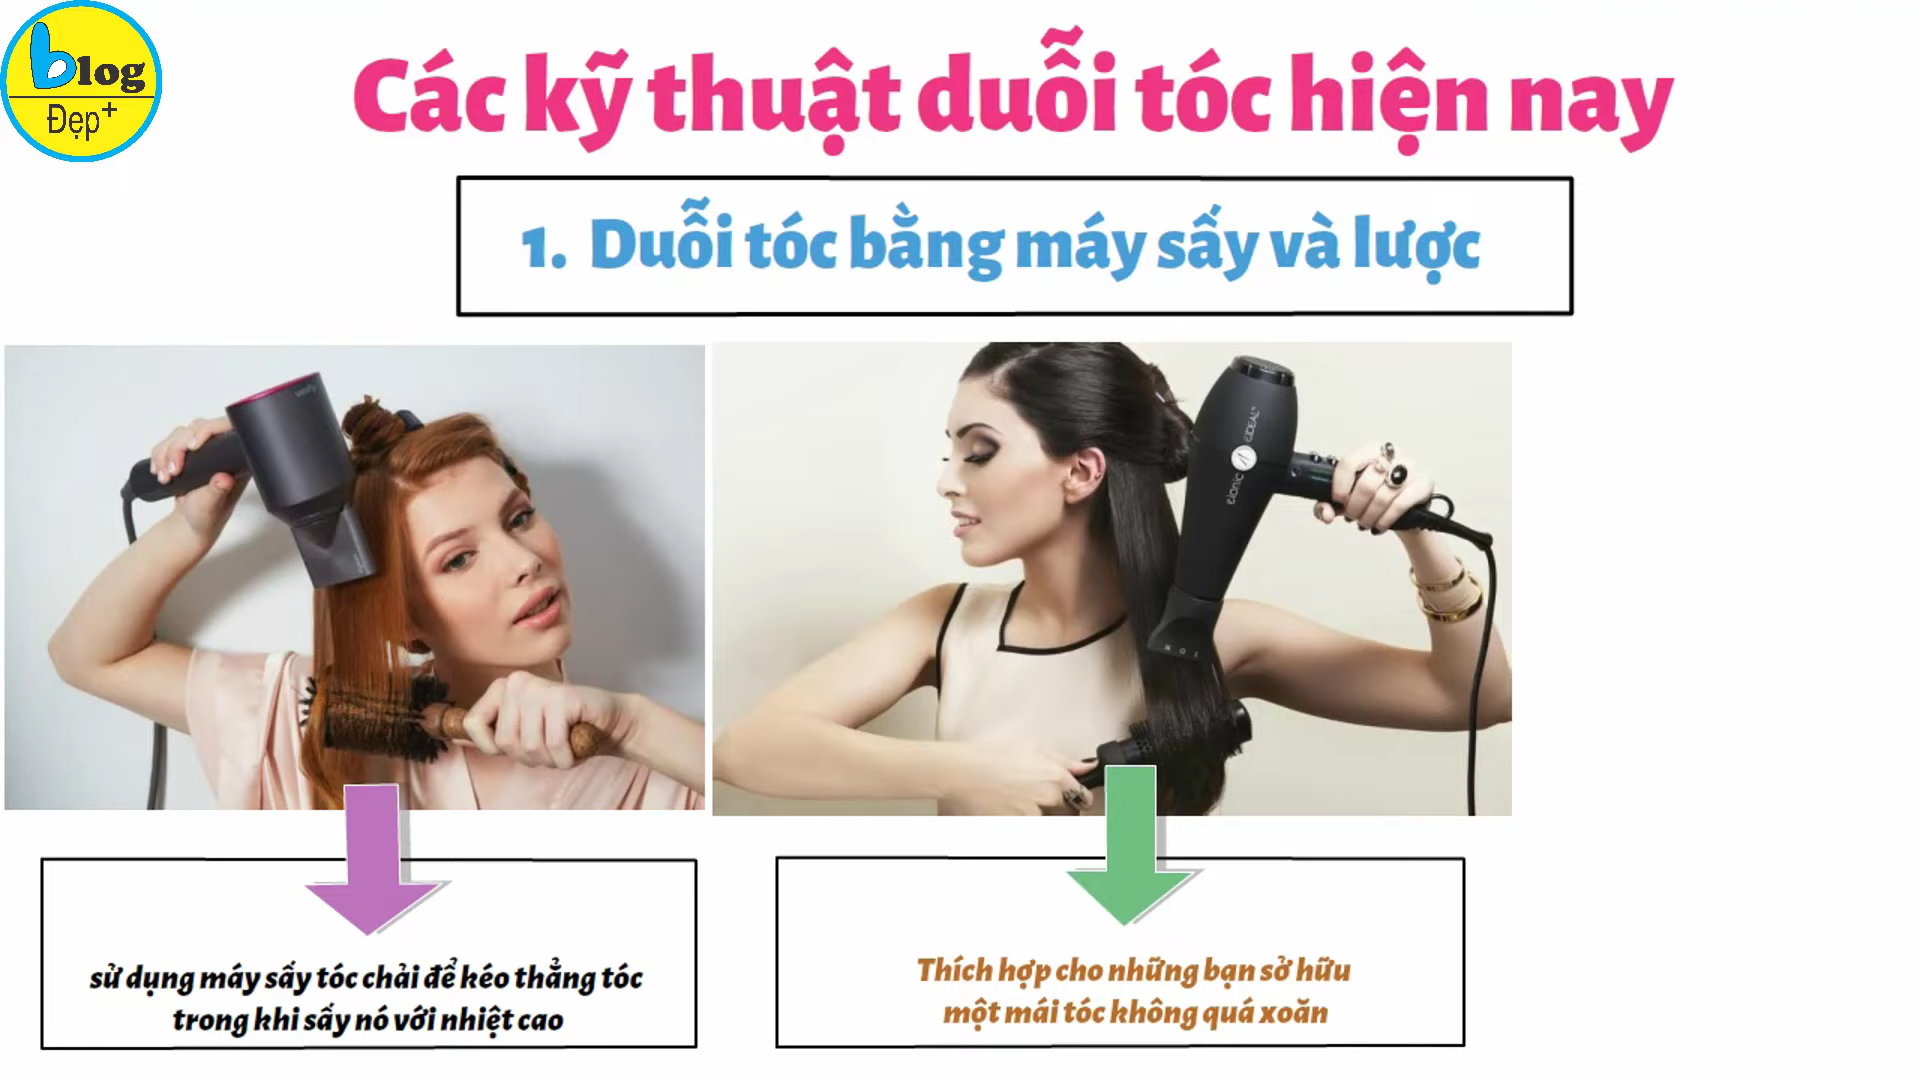 blog
Đẹp+
Các kỹ thuật duỗi tóc hiện nay
1. Duỗi tóc bằng máy sấy và lược
eionic EIDEAL
sử dụng máy sấy tóc chải để kéo thẳng tóc
trong khi sấy nó với nhiệt cao
Thích hợp cho những bạn sở hữu
một mái tóc không quá xoăn